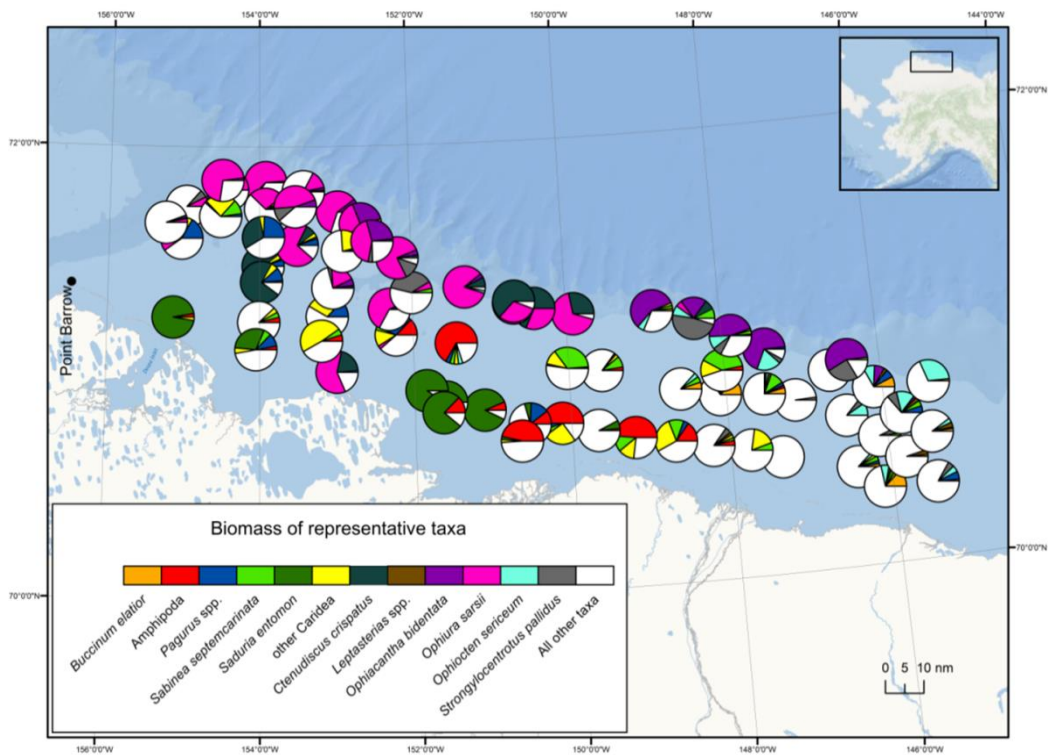 156°0'0"W
154°0'0"W
152°0'0"W
150°0'0"W
148°0'0"W
146°0'0"W
144°0'0"W
72°0'0"N
72°0'0"N
Point Barrow
70°0'0"N
70°0'0"N
Biomass of representative taxa
Buccinum elatior
Amphipoda
Pagurus spp.
Sabinea septemcarinata
Saduria entomon
other Caridea
Ctenudiscus crispatus
Leptasterias spp.
Ophiacantha bidentata
Ophiura sarsii
Ophiocten sericeum
Strongylocentrotus pallidus
All other taxa
0 5 10 nm
156°0'0"W
154°0'0"W
152°0'0"W
150°0'0"W
148°0'0"W
146°0'0"W